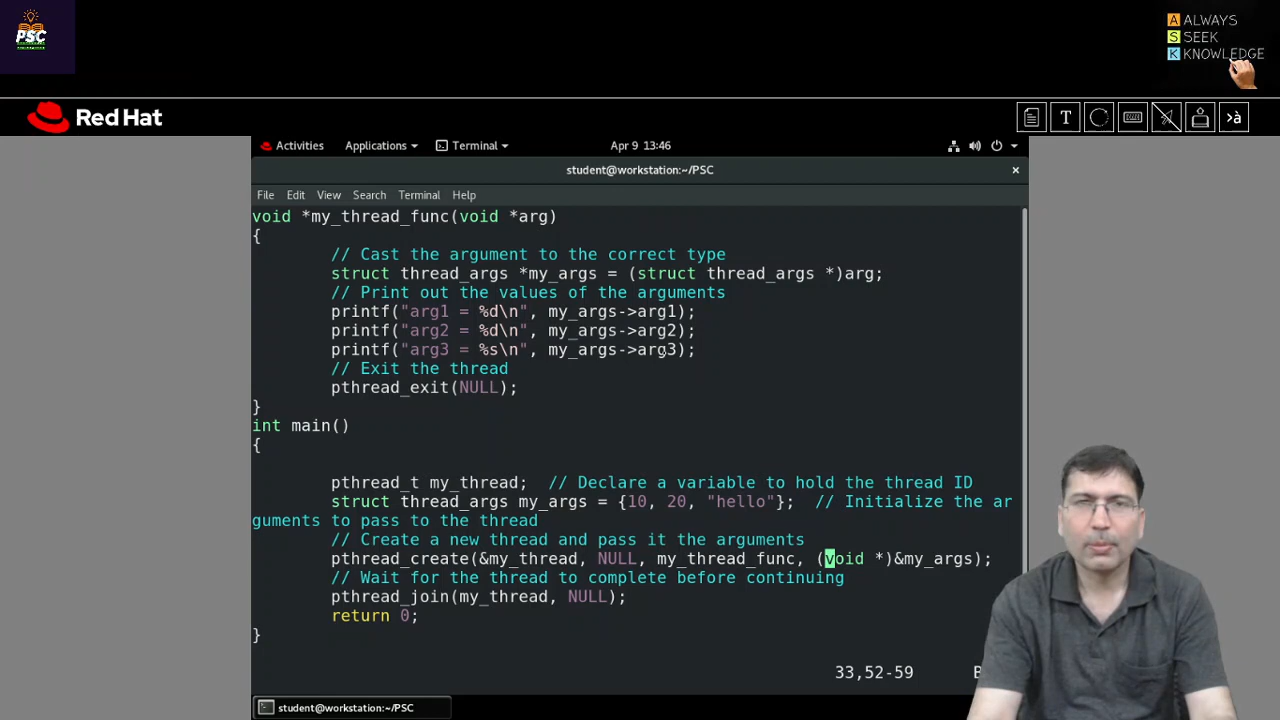 PSC
A ALWAYS
S SEEK
K KNOWLEDGE
Red Hat
T
>à
Activities Applications Terminal Apr 9 13:46
student@workstation:~/PSC ×
File Edit View Search Terminal Help
void *my_thread_func(void *arg)
{
// Cast the argument to the correct type
struct thread_args *my_args = (struct thread_args *)arg;
// Print out the values of the arguments
printf("arg1 = %d\n", my_args->arg1);
printf("arg2 = %d\n", my_args->arg2);
printf("arg3 = %s\n", my_args->arg3);
// Exit the thread
pthread_exit(NULL);
}
int main()
{
pthread_t my_thread;  // Declare a variable to hold the thread ID
struct thread_args my_args = {10, 20, "hello"};  // Initialize the ar
guments to pass to the thread
// Create a new thread and pass it the arguments
pthread_create(&my_thread, NULL, my_thread_func, (void *)&my_args);
// Wait for the thread to complete before continuing
pthread_join(my_thread, NULL);
return 0;
}
33,52-59
student@workstation:~/PSC